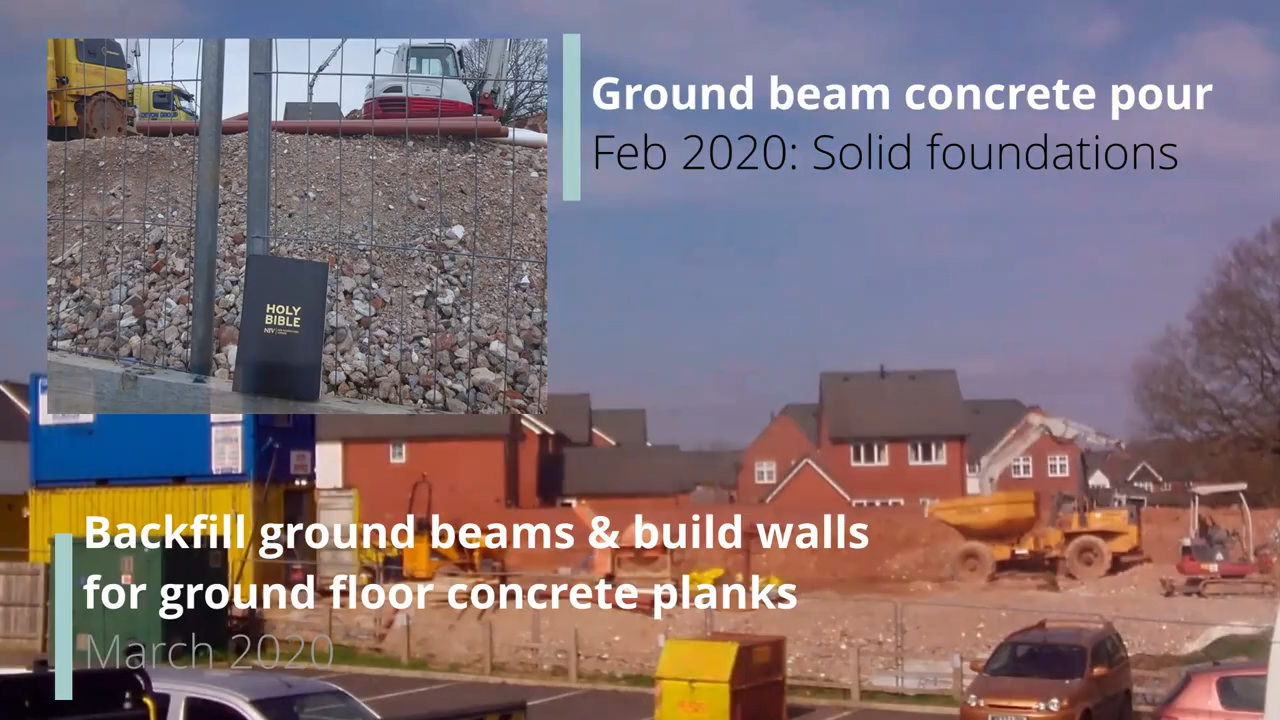 Ground beam concrete pour
Feb 2020: Solid foundations
HOLY
BIBLE
NIV
Backfill ground beams & build walls
for ground floor concrete planks
March 2020